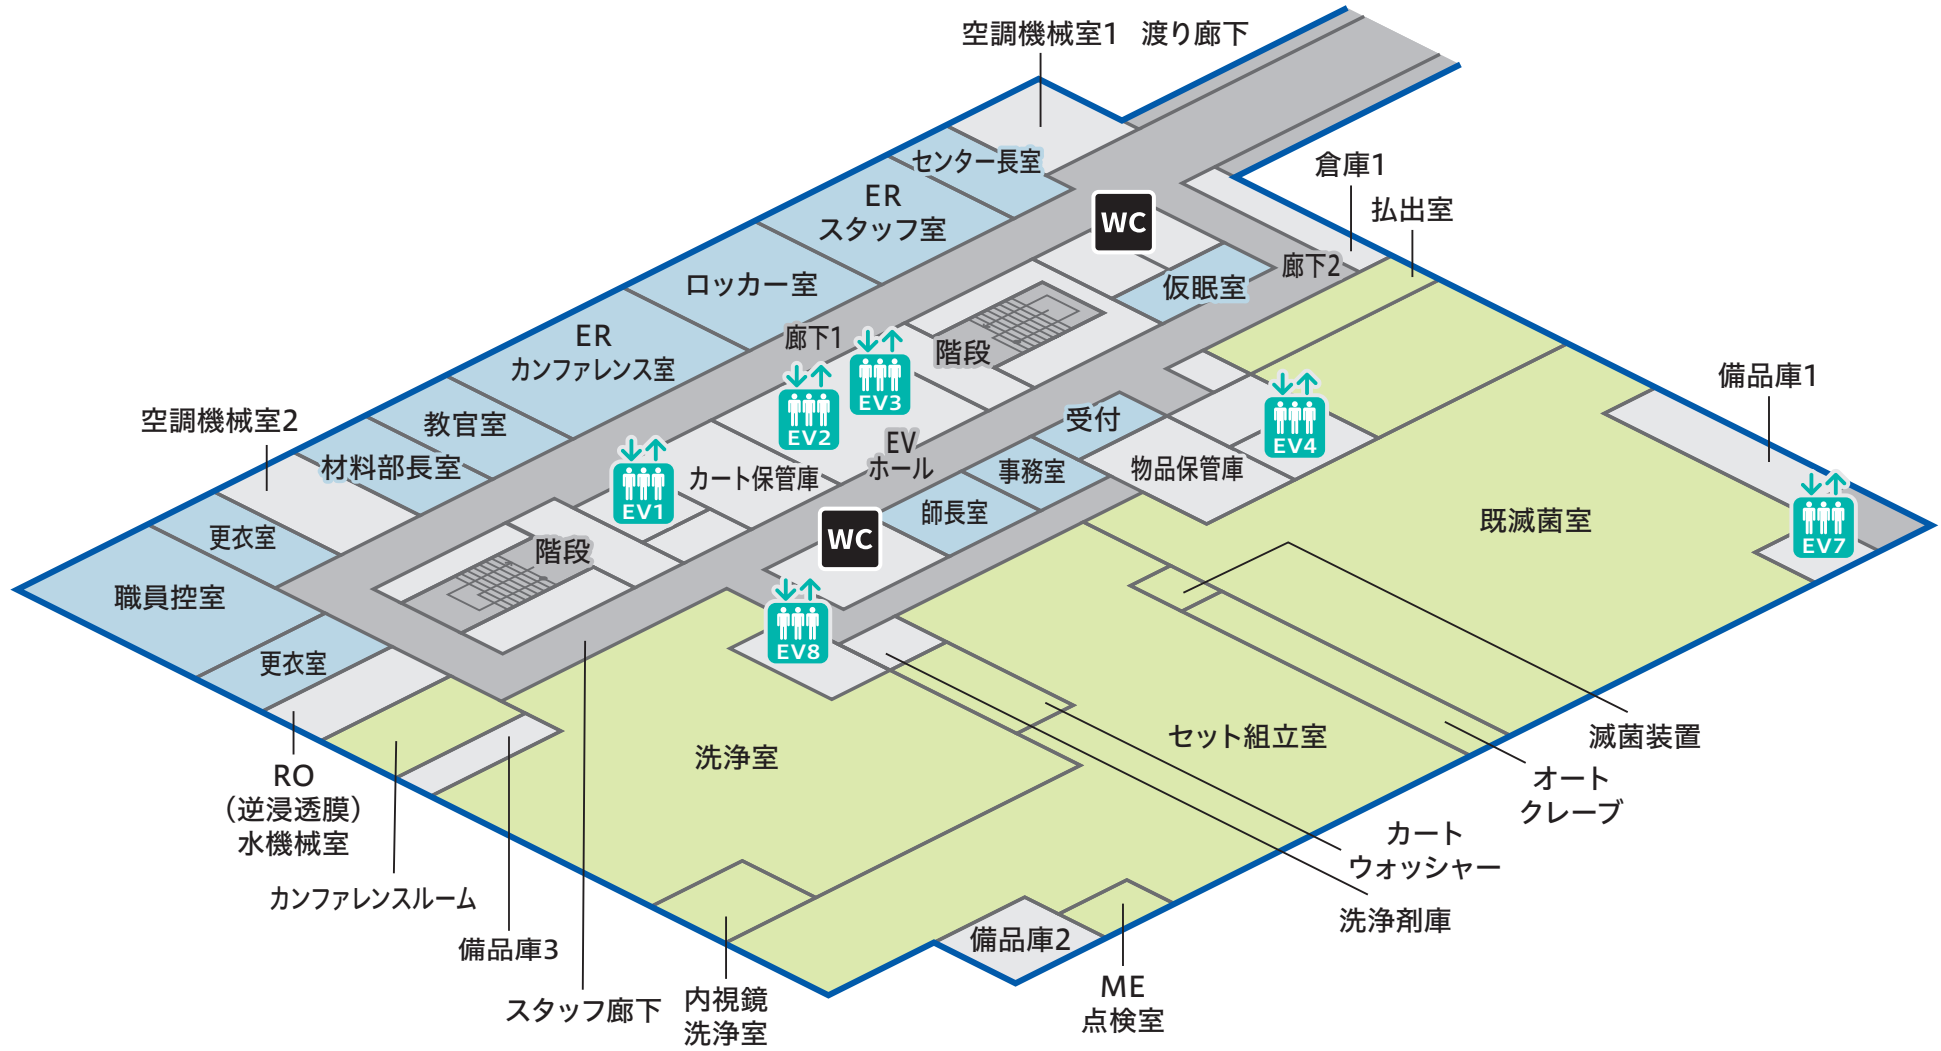 空調機械室1
渡り廊下
センター長室
倉庫1
払出室
ER
スタッフ室
WC
ロッカー室
仮眠室
廊下2
ER
カンファレンス室
廊下1
階段
EV3
EV2
備品庫1
空調機械室2
教官室
受付
EV4
材料部長室
EV
ホール
カート保管庫
事務室
物品保管庫
EV1
師長室
既滅菌室
EV7
更衣室
WC
階段
職員控室
更衣室
EV8
洗浄室
セット組立室
滅菌装置
オート
クレーブ
RO
（逆浸透膜）
水機械室
カート
ウォッシャー
カンファレンスルーム
洗浄剤庫
備品庫3
備品庫2
スタッフ廊下
内視鏡
洗浄室
ME
点検室